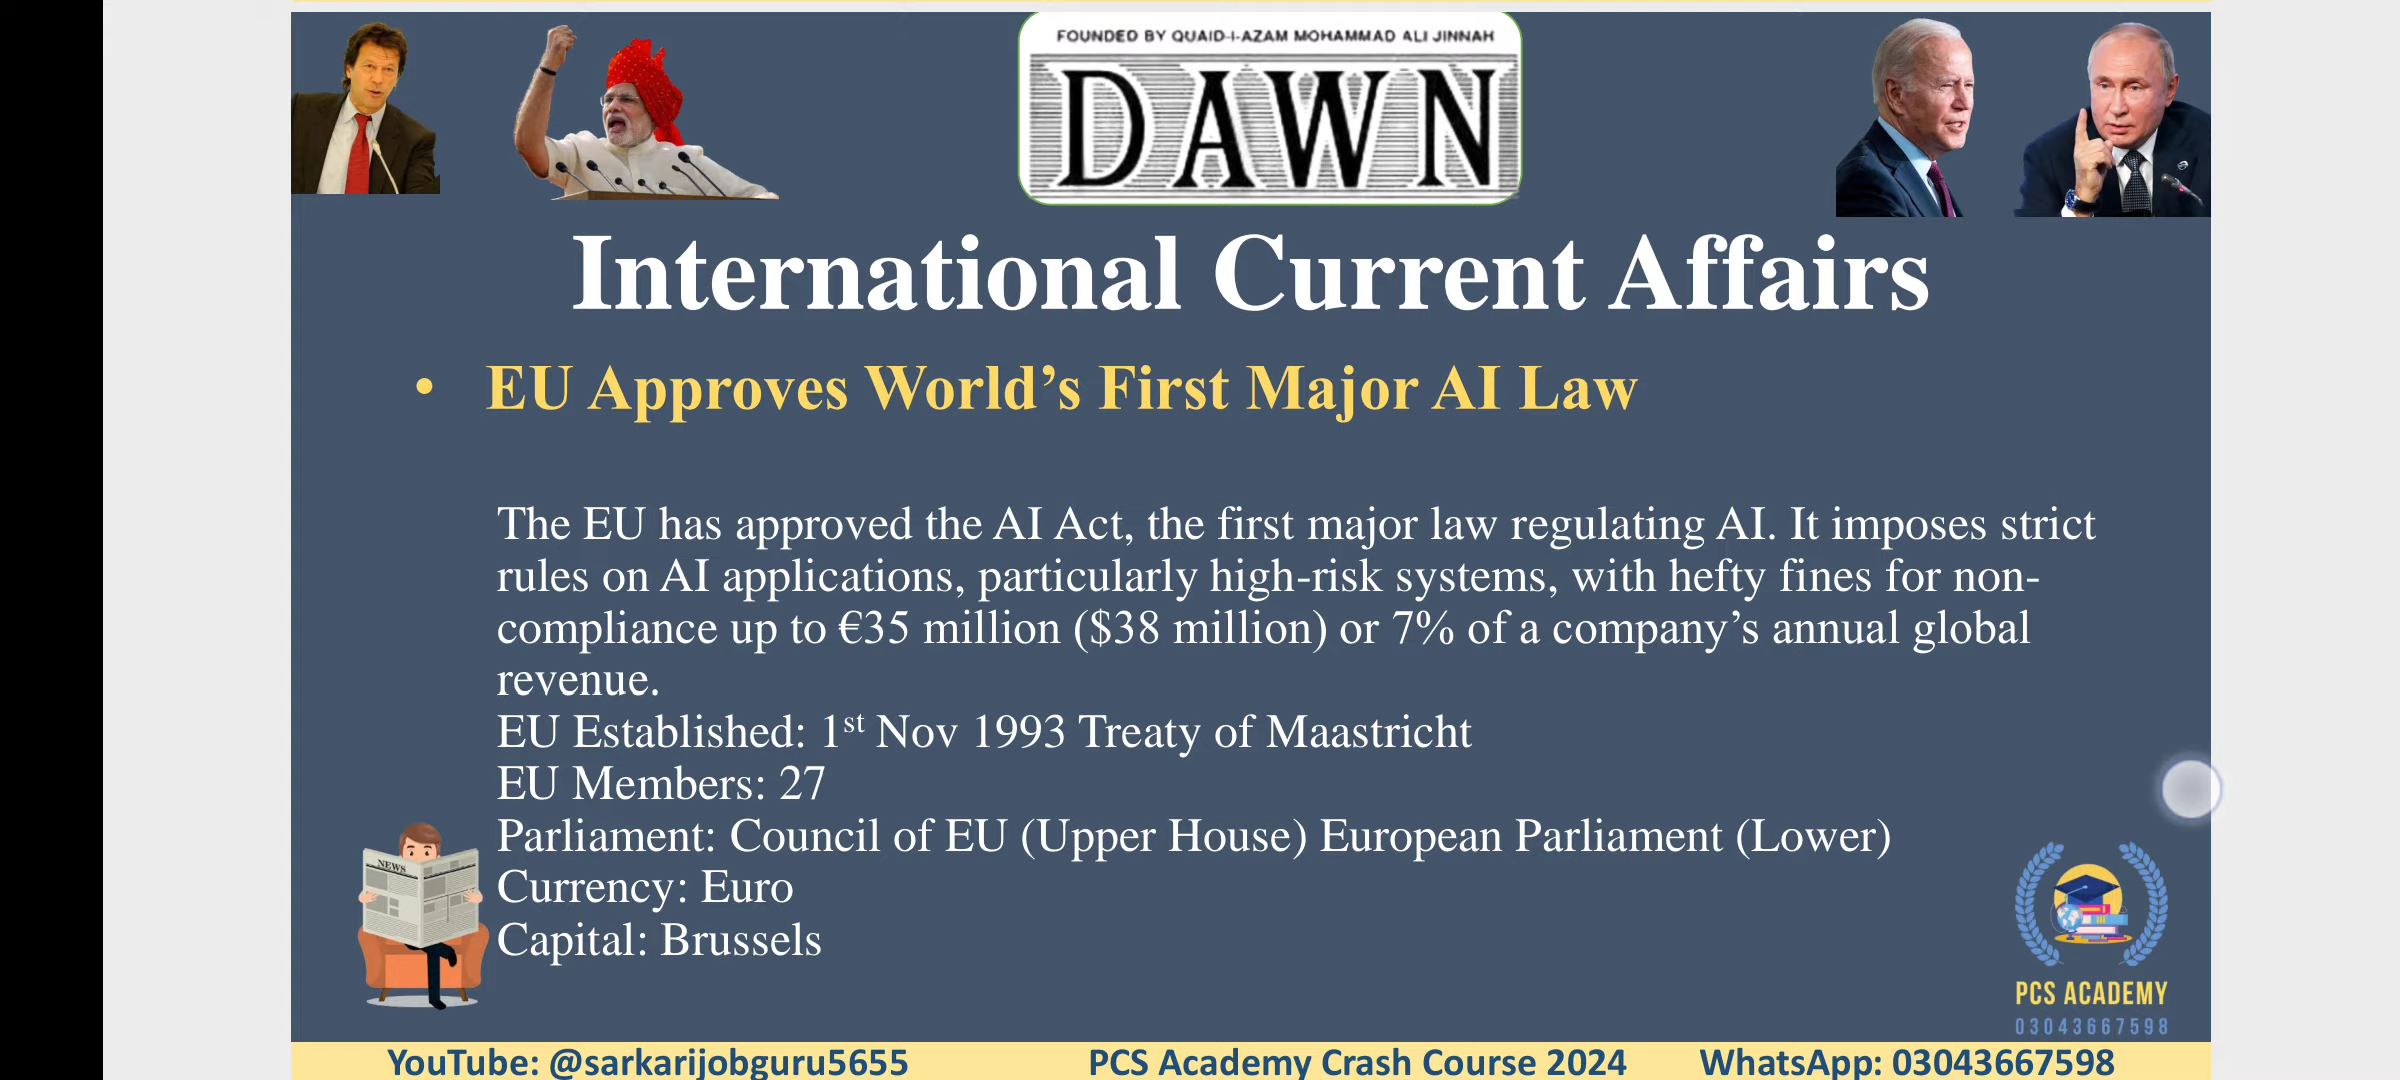 FOUNDED BY QUAID-I-AZAM MOHAMMAD ALI JINNAH
DAWN
International Current Affairs
• EU Approves World’s First Major AI Law
The EU has approved the AI Act, the first major law regulating AI. It imposes strict
rules on AI applications, particularly high-risk systems, with hefty fines for non-
compliance up to €35 million ($38 million) or 7% of a company’s annual global
revenue.
EU Established: 1st Nov 1993 Treaty of Maastricht
EU Members: 27
Parliament: Council of EU (Upper House) European Parliament (Lower)
Currency: Euro
Capital: Brussels
NEWS
PCS ACADEMY
03043667598
YouTube: @sarkarijobguru5655 PCS Academy Crash Course 2024 WhatsApp: 03043667598